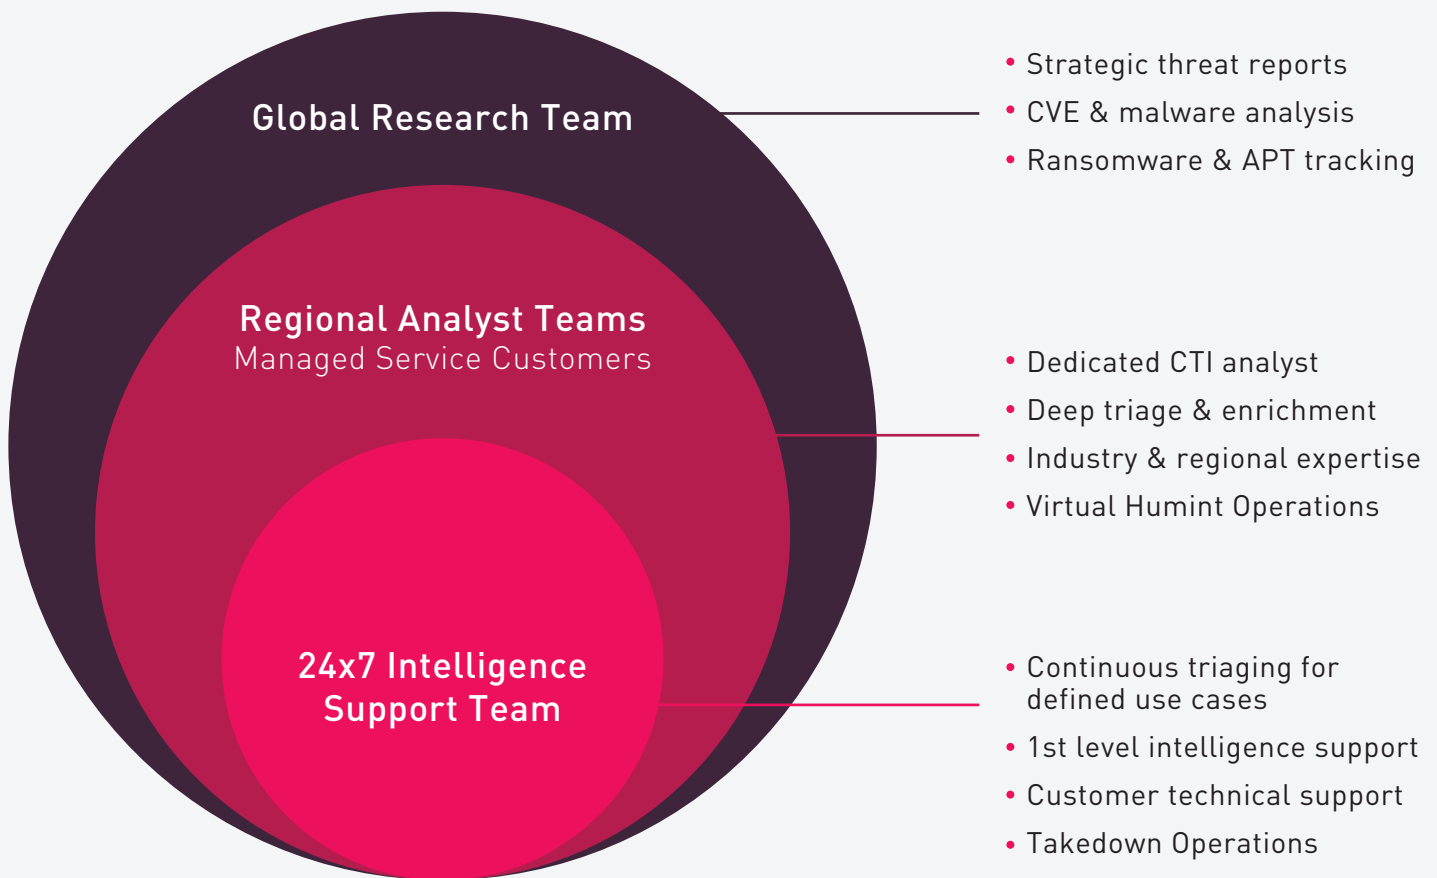 Global Research Team
• Strategic threat reports
• CVE & malware analysis
• Ransomware & APT tracking
Regional Analyst Teams
Managed Service Customers
• Dedicated CTI analyst
• Deep triage & enrichment
• Industry & regional expertise
• Virtual Humint Operations
24x7 Intelligence
Support Team
• Continuous triaging for
defined use cases
• 1st level intelligence support
• Customer technical support
• Takedown Operations